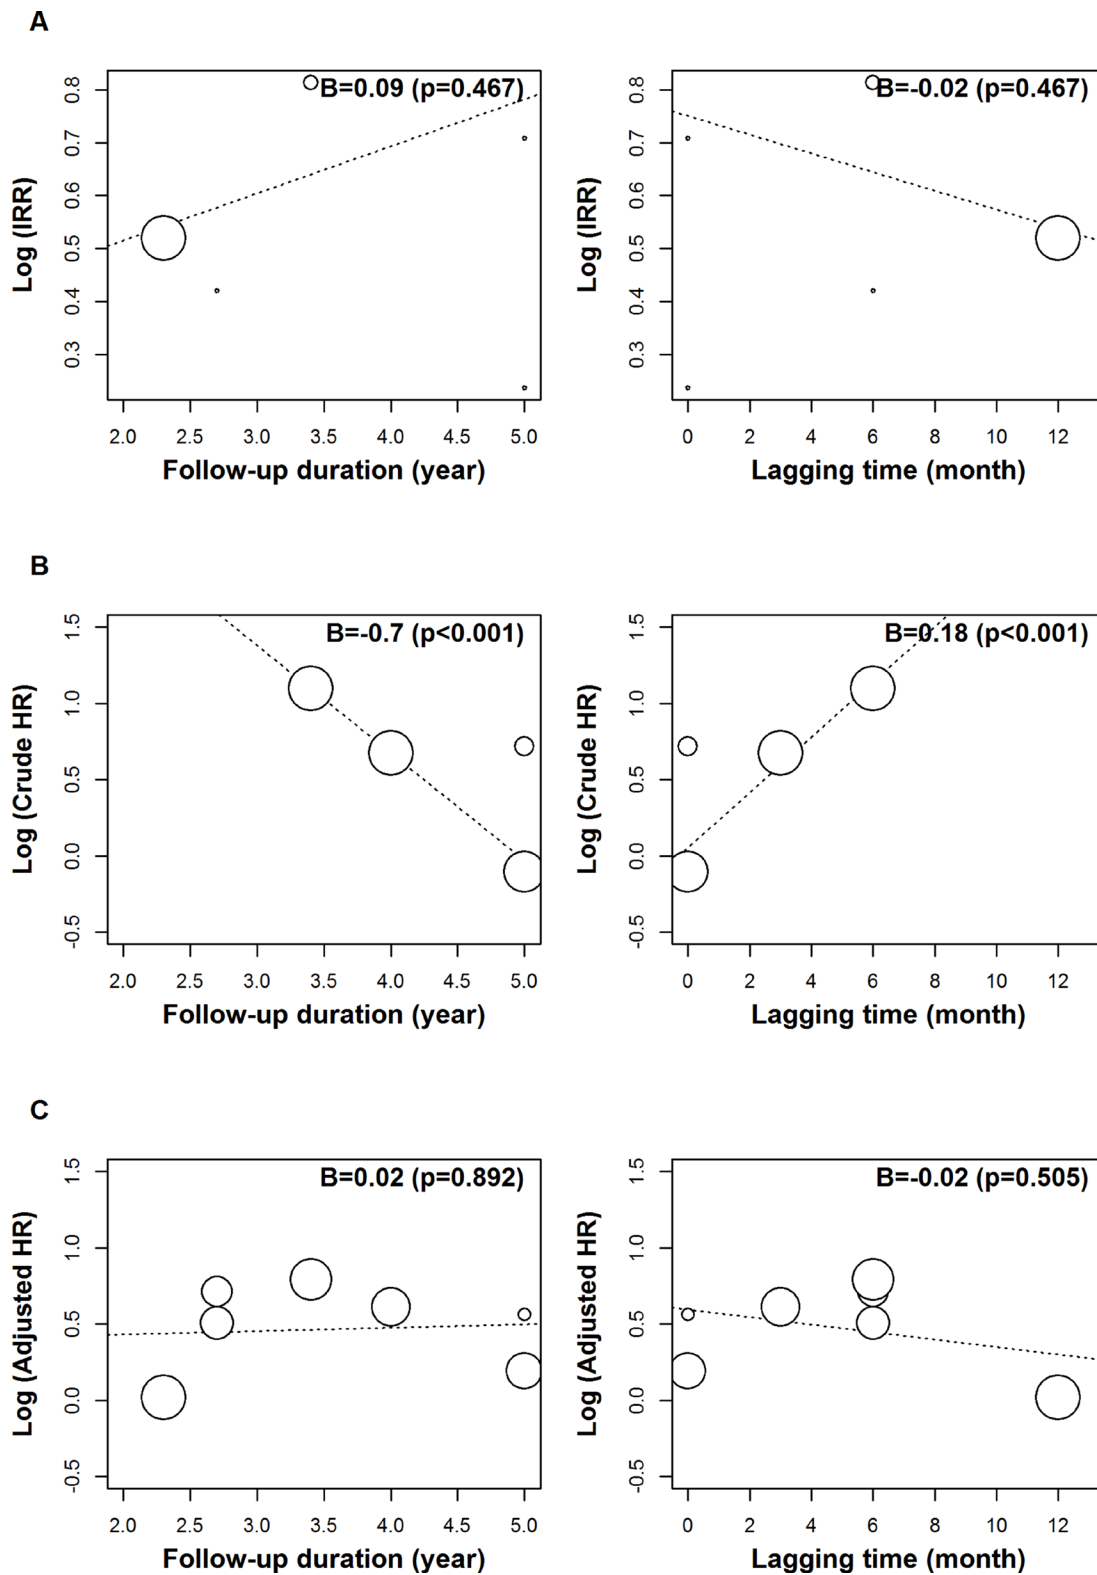 A
B=0.09 (p=0.467)
Log (IRR)
0.8
0.7
0.6
0.5
0.4
0.3
2.0 2.5 3.0 3.5 4.0 4.5 5.0
Follow-up duration (year)
B=-0.02 (p=0.467)
Log (IRR)
0.8
0.7
0.6
0.5
0.4
0.3
0 2 4 6 8 10 12
Lagging time (month)
B
B=-0.7 (p<0.001)
Log (Crude HR)
1.5
1.0
0.5
0.0
-0.5
2.0 2.5 3.0 3.5 4.0 4.5 5.0
Follow-up duration (year)
B=0.18 (p<0.001)
Log (Crude HR)
1.5
1.0
0.5
0.0
-0.5
0 2 4 6 8 10 12
Lagging time (month)
C
B=0.02 (p=0.892)
Log (Adjusted HR)
1.5
1.0
0.5
0.0
-0.5
2.0 2.5 3.0 3.5 4.0 4.5 5.0
Follow-up duration (year)
B=-0.02 (p=0.505)
Log (Adjusted HR)
1.5
1.0
0.5
0.0
-0.5
0 2 4 6 8 10 12
Lagging time (month)